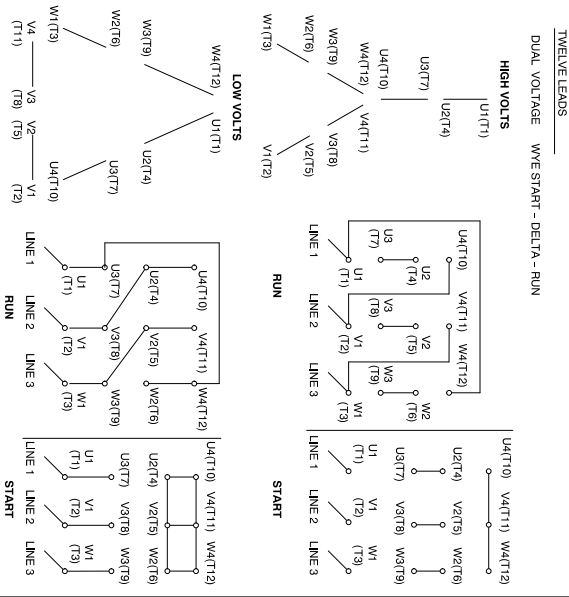 TWELVE LEADS
DUAL VOLTAGE WYE START - DELTA - RUN
HIGH VOLTS
U1(T1)
U2(T4)
U3(T7)
U4(T10)
W4(T12)
V4(T11)
W3(T9)
V3(T8)
W2(T6)
V2(T5)
W1(T3)
V1(T2)
U4(T10) V4(T11) W4(T12)
U2 (T4) V2 (T5) W2 (T6)
U3 (T7) V3 (T8) W3 (T9)
U1 (T1) V1 (T2) W1 (T3)
LINE 1 LINE 2 LINE 3
RUN
U4(T10) V4(T11) W4(T12)
U2(T4) V2(T5) W2(T6)
U3(T7) V3(T8) W3(T9)
U1 (T1) V1 (T2) W1 (T3)
LINE 1 LINE 2 LINE 3
START
LOW VOLTS
W4(T12) U1(T1)
W3(T9) U2(T4)
W2(T6) U3(T7)
W1(T3) U4(T10)
V4 (T11) V3 (T8) V2 (T5) V1 (T2)
U4(T10) V4(T11) W4(T12)
U2(T4) V2(T5) W2(T6)
U3(T7) V3(T8) W3(T9)
U1 (T1) V1 (T2) W1 (T3)
LINE 1 LINE 2 LINE 3
RUN
U4(T10) V4(T11) W4(T12)
U2(T4) V2(T5) W2(T6)
U3(T7) V3(T8) W3(T9)
U1 (T1) V1 (T2) W1 (T3)
LINE 1 LINE 2 LINE 3
START